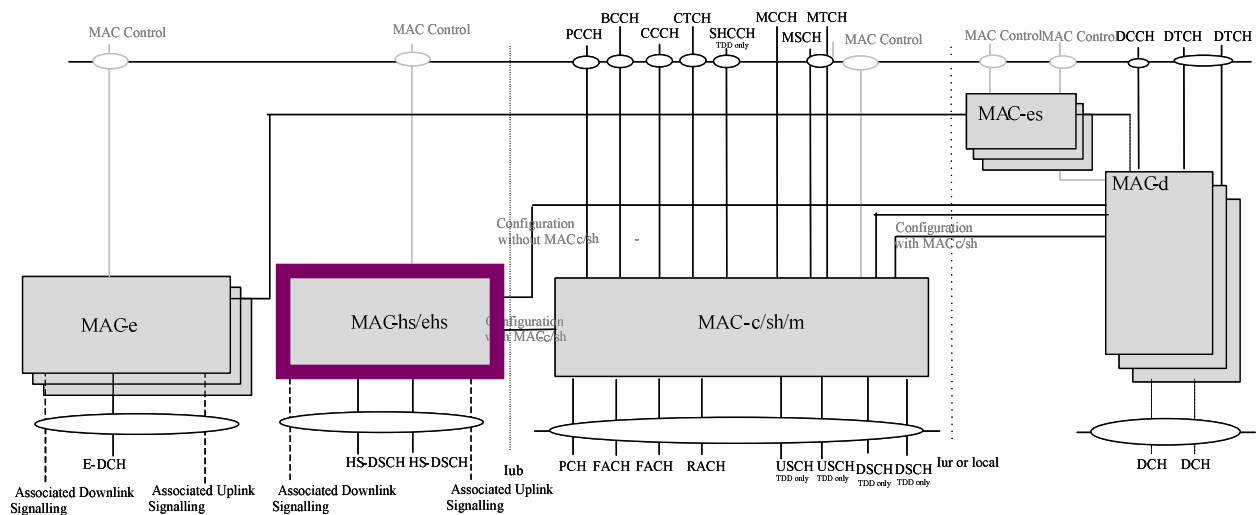 MAC Control
MAC Control
PCCH
BCCH
CCCH
CTCH
SHCCH
TDD only
MCCH
MSCH
MTCH
MAC Control
MAC Control
MAC Control
DCCH
DTCH
DTCH
MAC-es
MAC-d
Configuration
without MAC c/sh
-
Configuration
with MAC c/sh
MAC-e
MAC-hs/ehs
Configuration
with MAC c/sh
MAC-c/sh/m
E-DCH
Associated Downlink
Signalling
Associated Uplink
Signalling
HS-DSCH
HS-DSCH
Associated Downlink
Signalling
Associated Uplink
Signalling
Iub
PCH
FACH
FACH
RACH
USCH
TDD only
USCH
TDD only
DSCH
TDD only
DSCH
TDD only
Iur or local
DCH
DCH